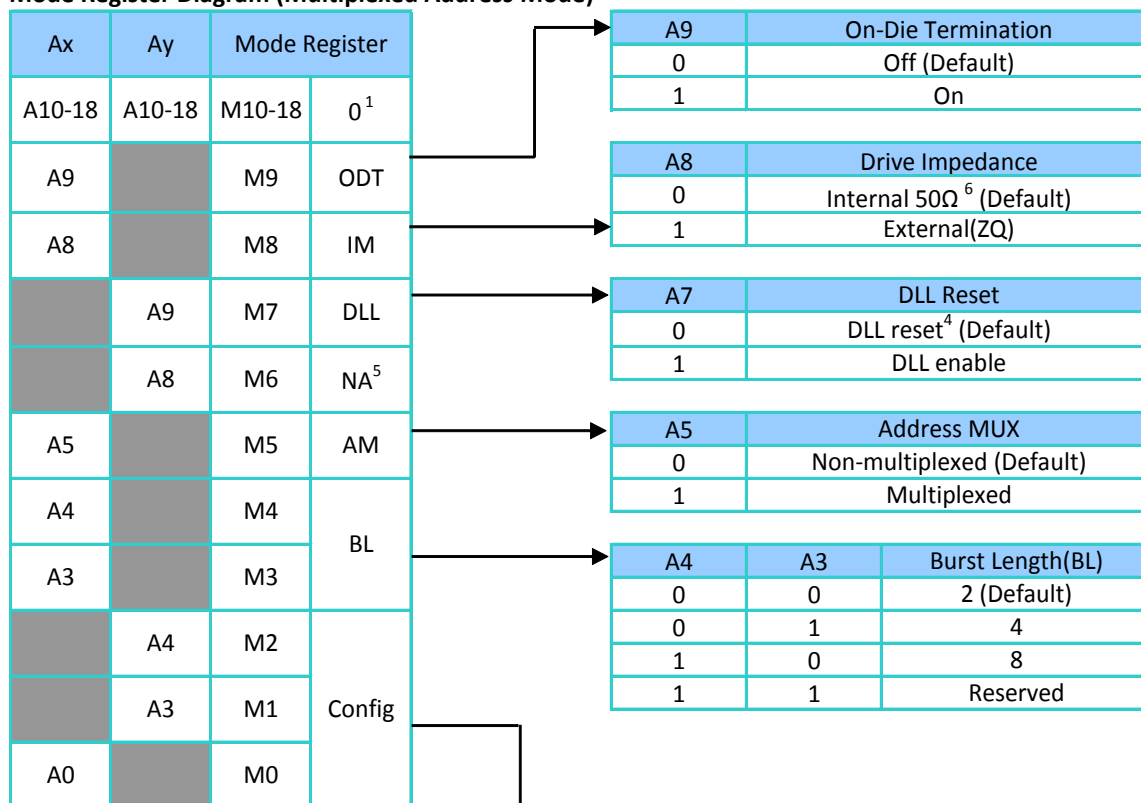 Mode Register Diagram (Multiplexed Address Mode)
Ax Ay Mode Register
A10-18 A10-18 M10-18 0¹
A9 M9 ODT
A8 M8 IM
A9 M7 DLL
A8 M6 NA⁵
A5 M5 AM
A4 M4
BL
A3 M3
A4 M2
A3 M1 Config
A0 M0
A9 On-Die Termination
0 Off (Default)
1 On
A8 Drive Impedance
0 Internal 50Ω ⁶ (Default)
1 External(ZQ)
A7 DLL Reset
0 DLL reset⁴ (Default)
1 DLL enable
A5 Address MUX
0 Non-multiplexed (Default)
1 Multiplexed
A4 A3 Burst Length(BL)
0 0 2 (Default)
0 1 4
1 0 8
1 1 Reserved